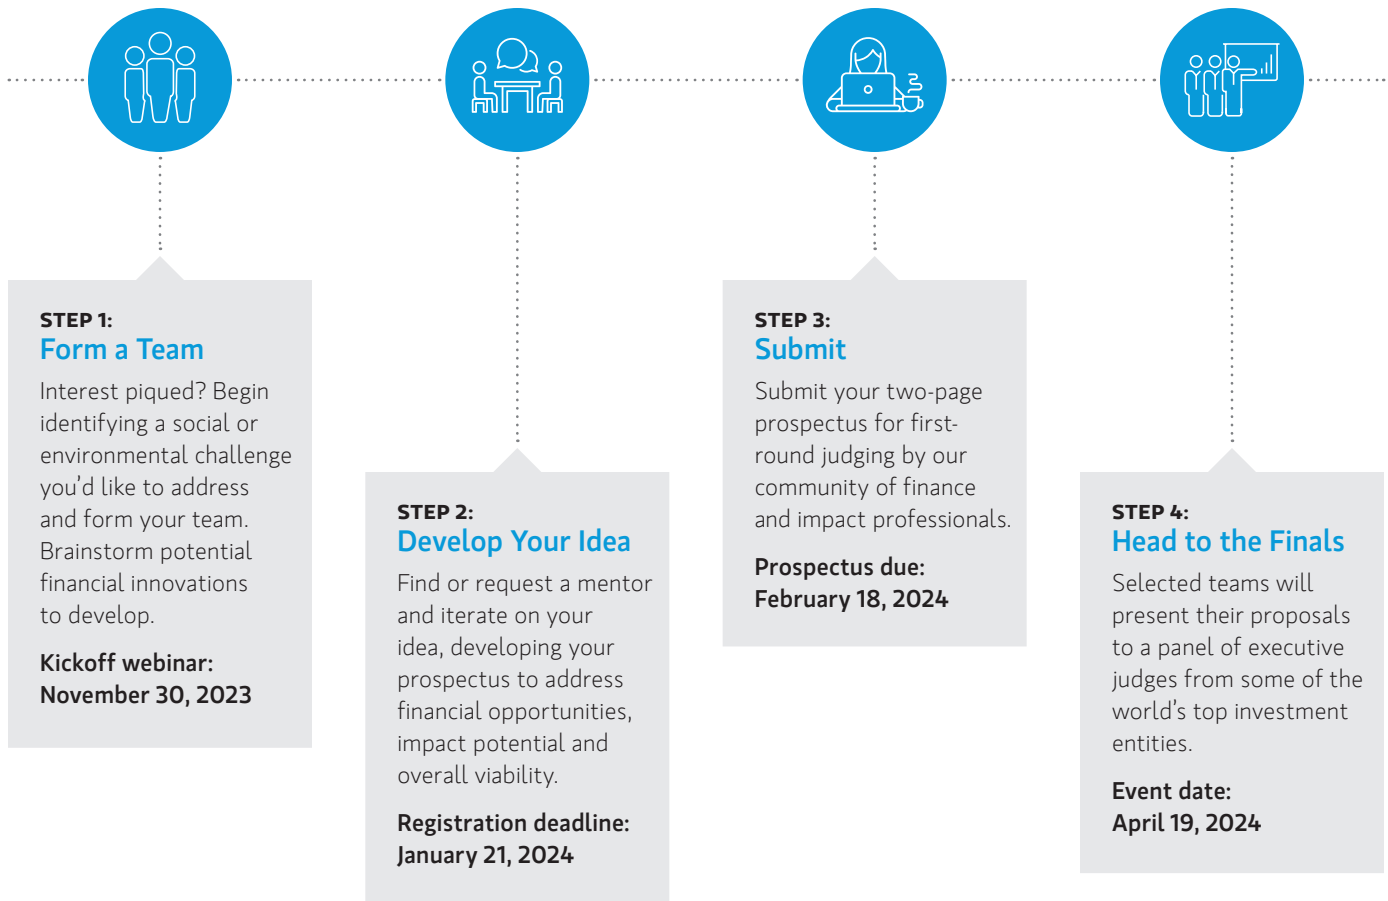 STEP 1:
Form a Team
Interest piqued? Begin
identifying a social or
environmental challenge
you'd like to address
and form your team.
Brainstorm potential
financial innovations
to develop.
Kickoff webinar:
November 30, 2023
STEP 2:
Develop Your Idea
Find or request a mentor
and iterate on your
idea, developing your
prospectus to address
financial opportunities,
impact potential and
overall viability.
Registration deadline:
January 21, 2024
STEP 3:
Submit
Submit your two-page
prospectus for first-
round judging by our
community of finance
and impact professionals.
Prospectus due:
February 18, 2024
STEP 4:
Head to the Finals
Selected teams will
present their proposals
to a panel of executive
judges from some of the
world's top investment
entities.
Event date:
April 19, 2024